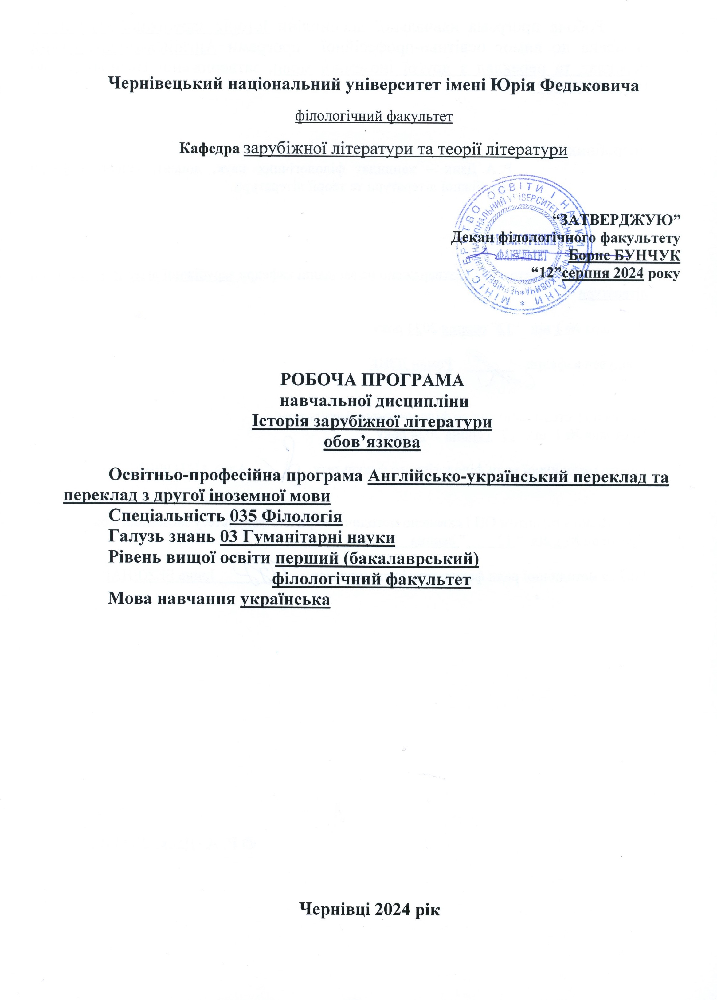 Чернівецький національний університет імені Юрія Федьковича
філологічний факультет
Кафедра зарубіжної літератури та теорії літератури
МІНІСТЕРСТВО ОСВІТИ І НАУКИ УКРАЇНИ *
ЧЕРНІВЕЦЬКИЙ НАЦІОНАЛЬНИЙ УНІВЕРСИТЕТ ІМЕНІ ЮРІЯ ФЕДЬКОВИЧА *
ФІЛОЛОГІЧНИЙ
ФАКУЛЬТЕТ
“ЗАТВЕРДЖУЮ”
Декан філологічного факультету
Борис БУНЧУК
“12”серпня 2024 року
РОБОЧА ПРОГРАМА
навчальної дисципліни
Історія зарубіжної літератури
обов’язкова
Освітньо-професійна програма Англійсько-український переклад та
переклад з другої іноземної мови
Спеціальність 035 Філологія
Галузь знань 03 Гуманітарні науки
Рівень вищої освіти перший (бакалаврський)
філологічний факультет
Мова навчання українська
Чернівці 2024 рік